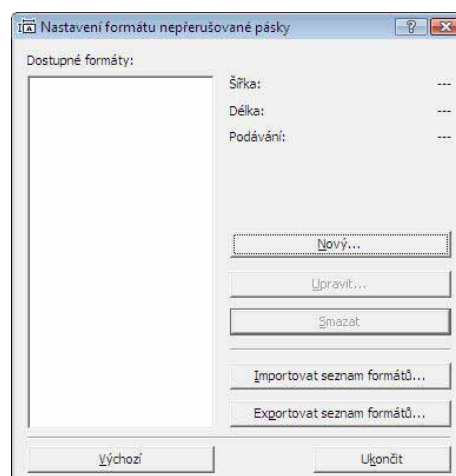 Nastavení formátu nepřerušované pásky
Dostupné formáty:
Šířka: ---
Délka: ---
Podávání: ---
Nový...
Upravit...
Smazat
Importovat seznam formátů...
Exportovat seznam formátů...
Výchozí
Ukončit